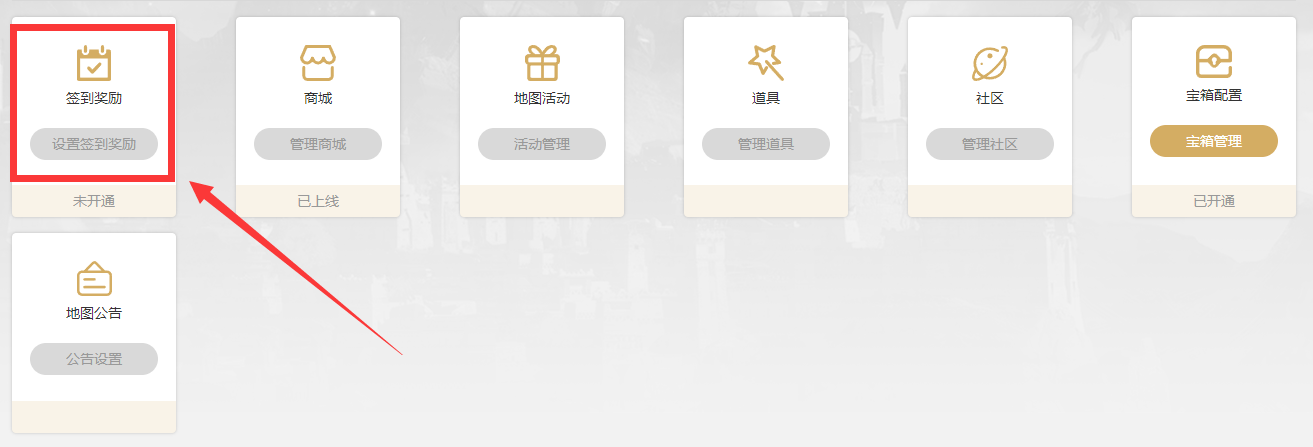 签到奖励
设置签到奖励
未开通
商城
管理商城
已上线
地图活动
活动管理
道具
管理道具
社区
管理社区
宝箱配置
宝箱管理
已开通
地图公告
公告设置